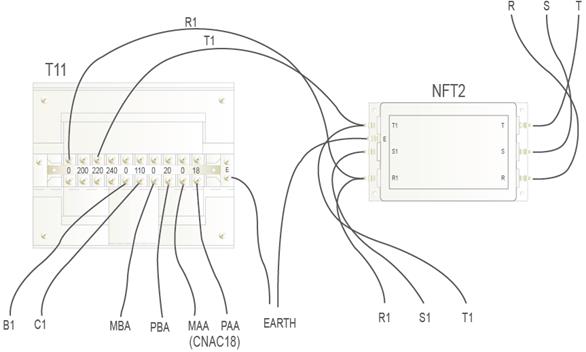 R S T
R1
T1
T11
NFT2
T1 T
E
S1 S
R1 R
0 200 220 240 0 110 0 20 0 18 E
B1 C1 MBA PBA MAA PAA EARTH
(CNAC18)
R1 S1 T1